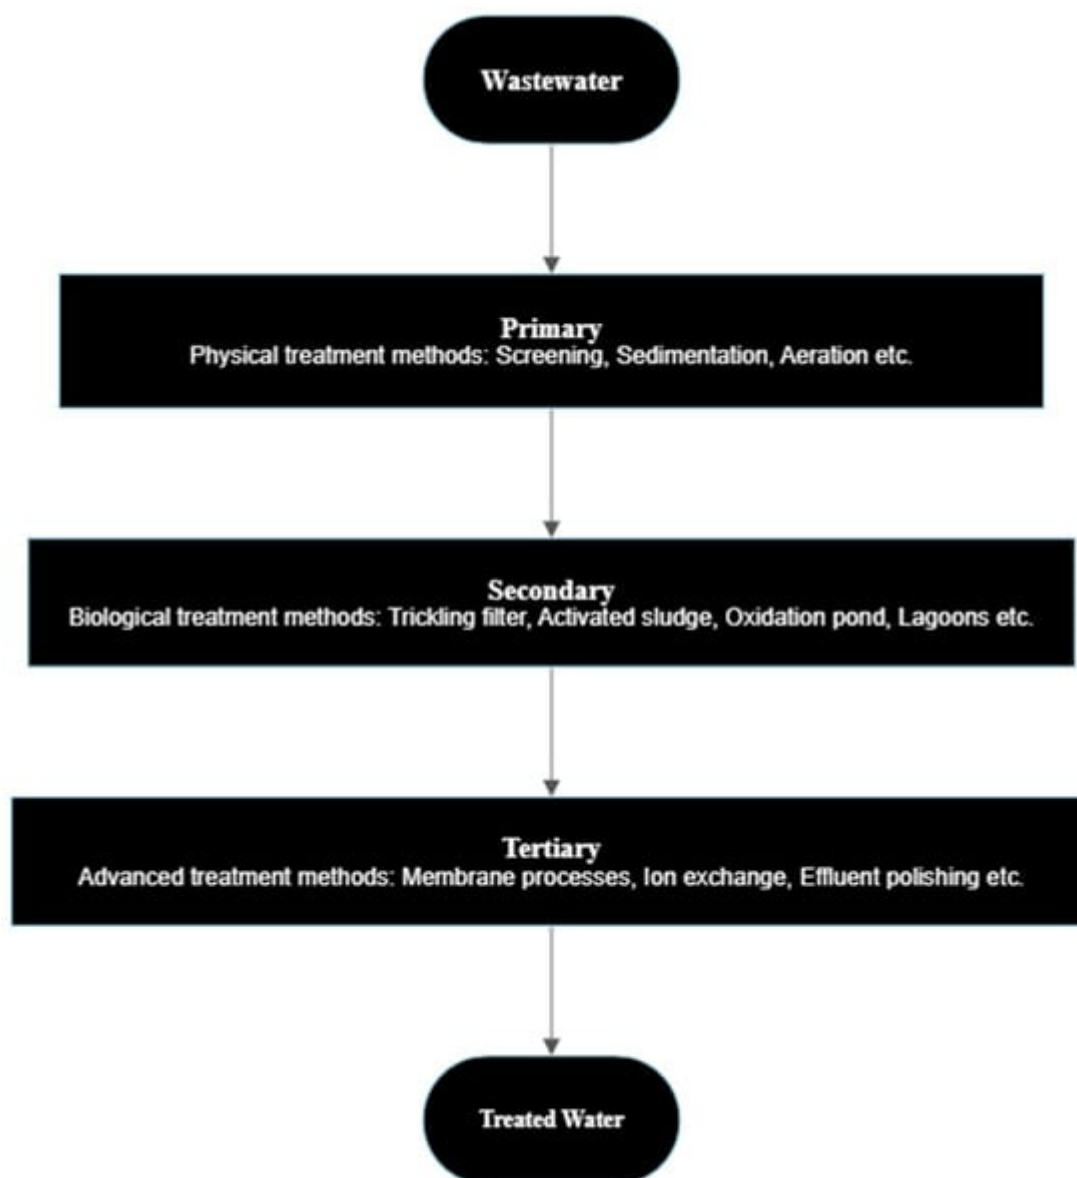 Wastewater
Primary
Physical treatment methods: Screening, Sedimentation, Aeration etc.
Secondary
Biological treatment methods: Trickling filter, Activated sludge, Oxidation pond, Lagoons etc.
Tertiary
Advanced treatment methods: Membrane processes, Ion exchange, Effluent polishing etc.
Treated Water